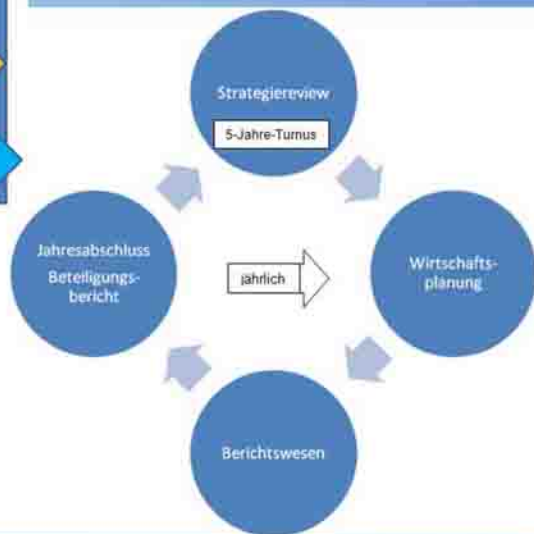 Strategiereview
5-Jahre-Turnus
Jahresabschluss
Beteiligungs-
bericht
jährlich
Wirtschafts-
planung
Berichtswesen